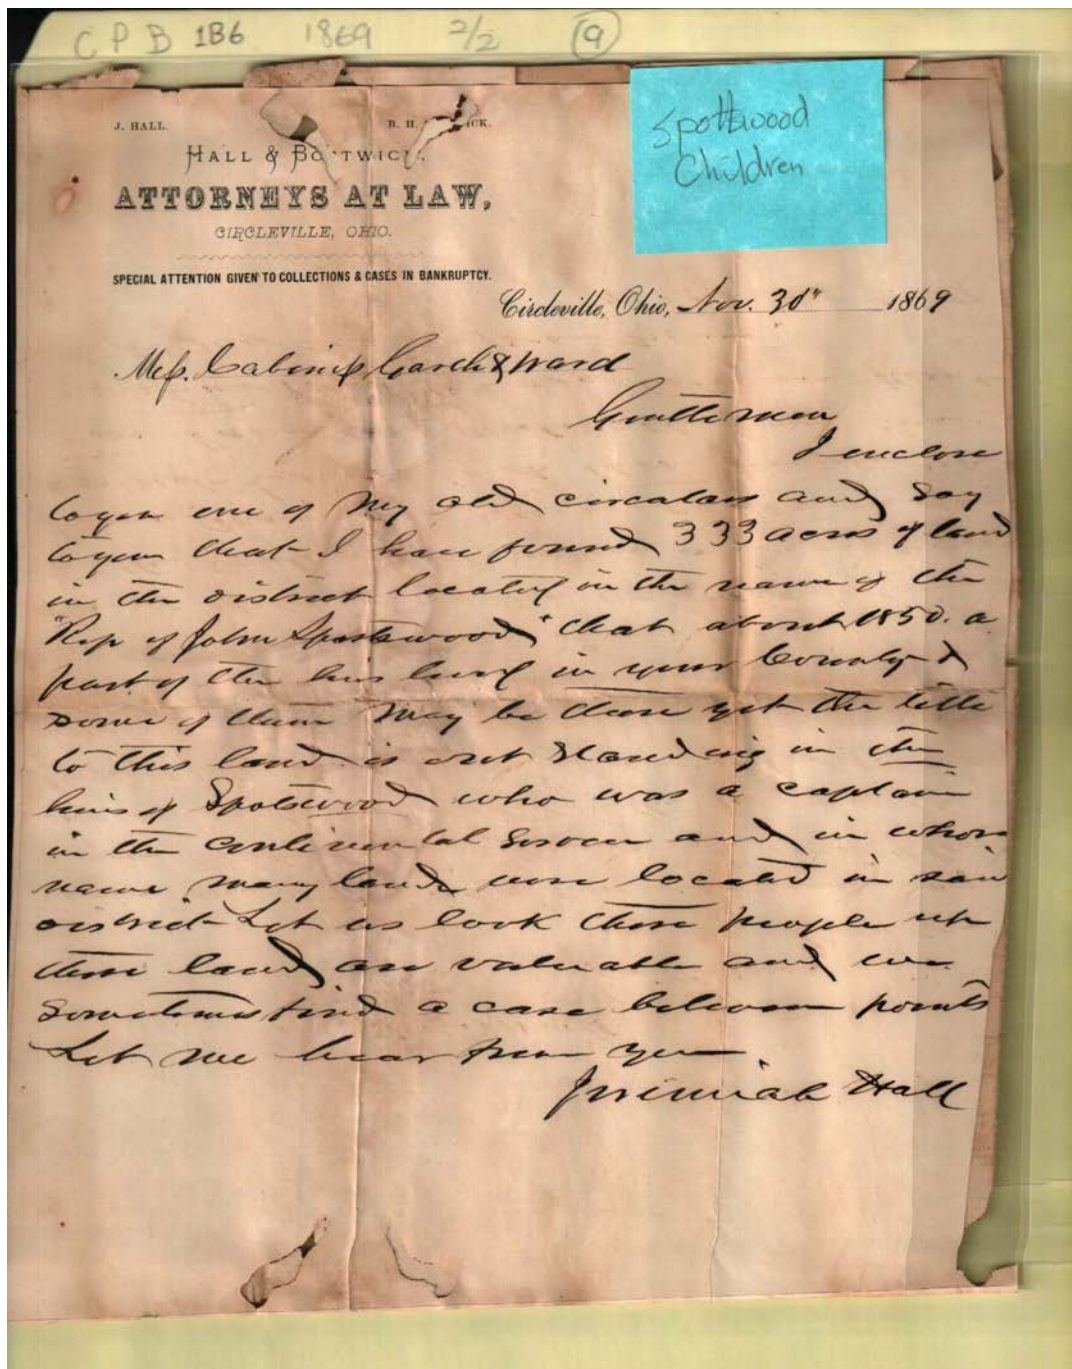 C P B 1B6 1869 2/2 9
Spottwood
Children
J. HALL. B. H. ICK.
HALL & BOSTWICK,
ATTORNEYS AT LAW,
CIRCLEVILLE, OHIO.
SPECIAL ATTENTION GIVEN TO COLLECTIONS & CASES IN BANKRUPTCY.
Circleville, Ohio, Nov. 30th 1869
& Ward
Gentlemen
I enclose
to you one of my old circulars and say
to you that I have found 333 acres of land
in the district located in the name of the
"Rep of John Spottswood" that about 1850. a
part of the heirs lived in your County &
some of them may be there yet the title
to this land is out standing in the
heirs of Spotswood who was a captain
in the continental and in whose
name many lands were located in said
district Let us look these people up
these lands are valuable and we
sometimes find a case between points
Let me hear from you
Jeremiah Hall